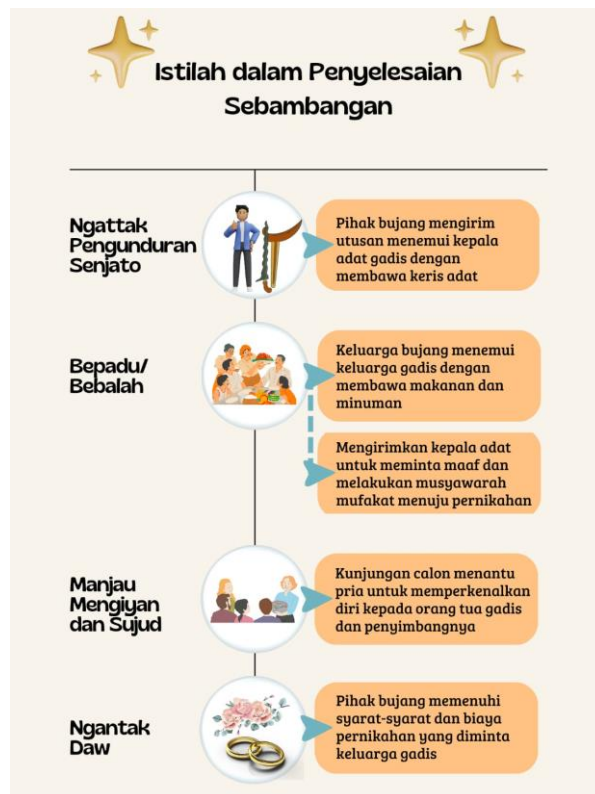 Istilah dalam Penyelesaian
Sebambangan
Ngattak
Pengunduran
Senjato
Pihak bujang mengirim
utusan menemui kepala
adat gadis dengan
membawa keris adat
Bepadu/
Bebalah
Keluarga bujang menemui
keluarga gadis dengan
membawa makanan dan
minuman
Mengirimkan kepala adat
untuk meminta maaf dan
melakukan musyawarah
mufakat menuju pernikahan
Manjau
Mengiyan
dan Sujud
Kunjungan calon menantu
pria untuk memperkenalkan
diri kepada orang tua gadis
dan penyimbangnya
Ngantak
Daw
Pihak bujang memenuhi
syarat-syarat dan biaya
pernikahan yang diminta
keluarga gadis